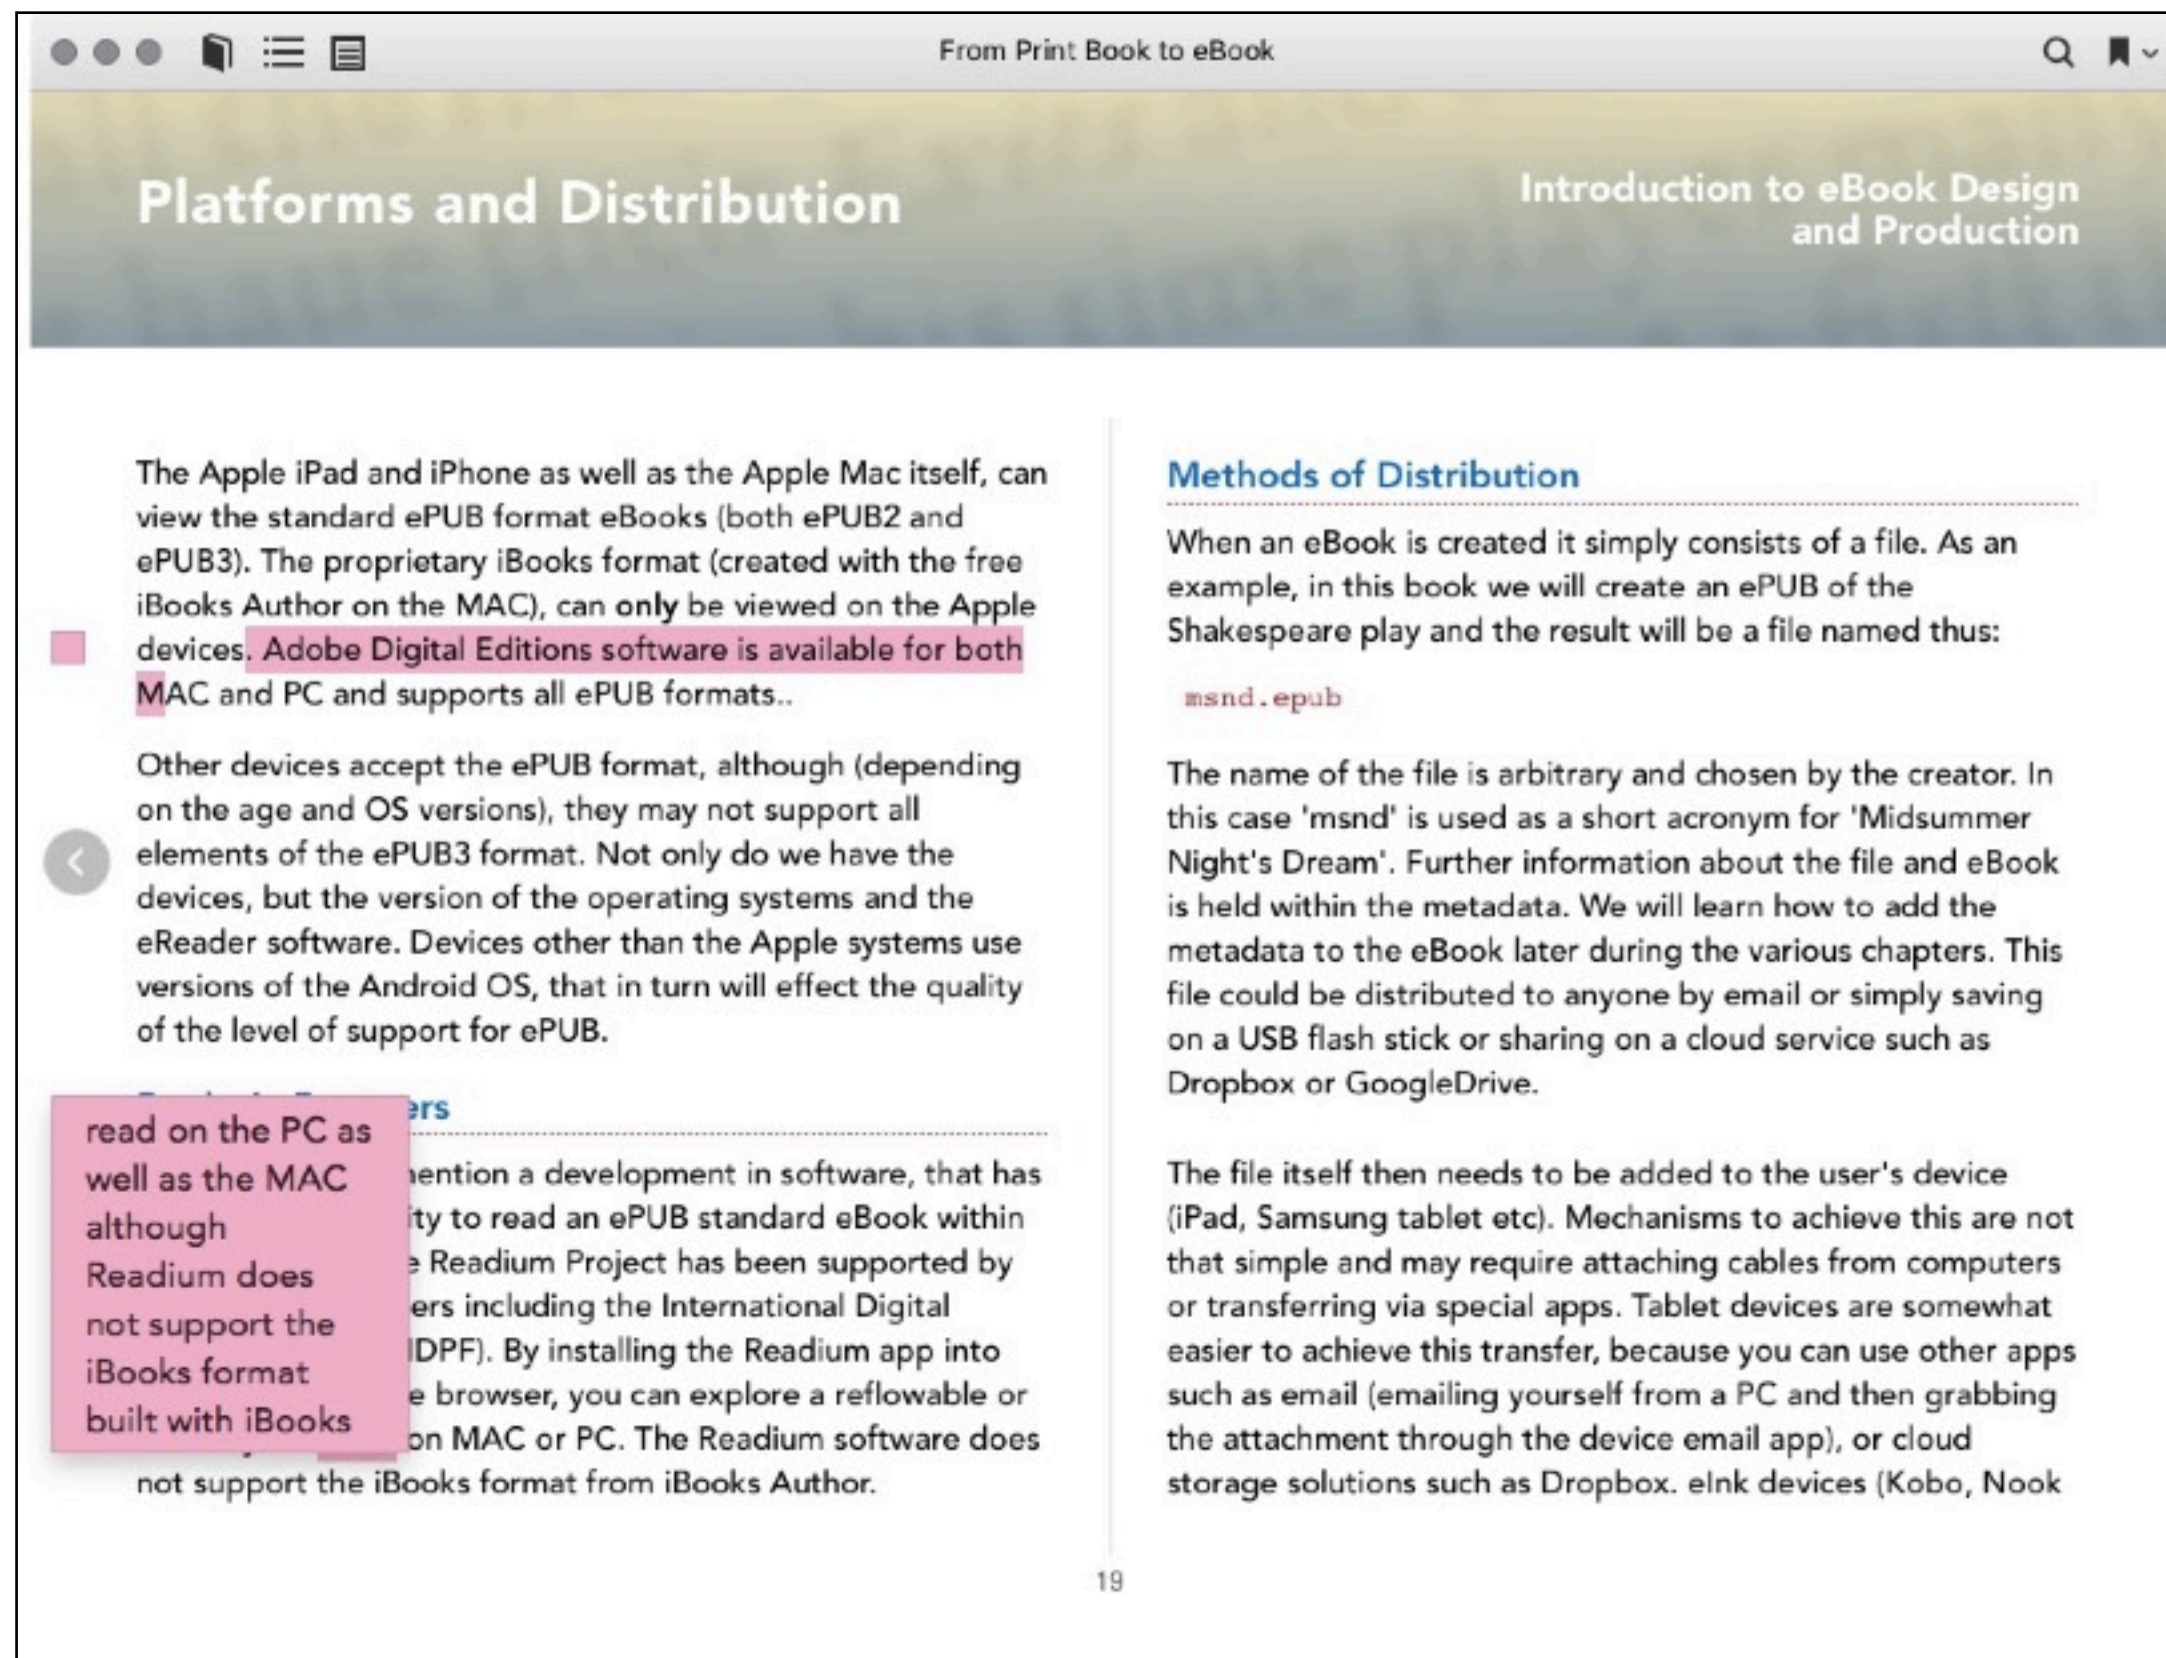 From Print Book to eBook
Platforms and Distribution
Introduction to eBook Design
and Production
The Apple iPad and iPhone as well as the Apple Mac itself, can
view the standard ePUB format eBooks (both ePUB2 and
ePUB3). The proprietary iBooks format (created with the free
iBooks Author on the MAC), can only be viewed on the Apple
devices. Adobe Digital Editions software is available for both
MAC and PC and supports all ePUB formats..
Other devices accept the ePUB format, although (depending
on the age and OS versions), they may not support all
elements of the ePUB3 format. Not only do we have the
devices, but the version of the operating systems and the
eReader software. Devices other than the Apple systems use
versions of the Android OS, that in turn will effect the quality
of the level of support for ePUB.
ers
read on the PC as
well as the MAC
although
Readium does
not support the
iBooks format
built with iBooks
ention a development in software, that has
ity to read an ePUB standard eBook within
e Readium Project has been supported by
ers including the International Digital
IDPF). By installing the Readium app into
e browser, you can explore a reflowable or
on MAC or PC. The Readium software does
not support the iBooks format from iBooks Author.
Methods of Distribution
When an eBook is created it simply consists of a file. As an
example, in this book we will create an ePUB of the
Shakespeare play and the result will be a file named thus:
msnd.epub
The name of the file is arbitrary and chosen by the creator. In
this case 'msnd' is used as a short acronym for 'Midsummer
Night's Dream'. Further information about the file and eBook
is held within the metadata. We will learn how to add the
metadata to the eBook later during the various chapters. This
file could be distributed to anyone by email or simply saving
on a USB flash stick or sharing on a cloud service such as
Dropbox or GoogleDrive.
The file itself then needs to be added to the user's device
(iPad, Samsung tablet etc). Mechanisms to achieve this are not
that simple and may require attaching cables from computers
or transferring via special apps. Tablet devices are somewhat
easier to achieve this transfer, because you can use other apps
such as email (emailing yourself from a PC and then grabbing
the attachment through the device email app), or cloud
storage solutions such as Dropbox. eInk devices (Kobo, Nook
19